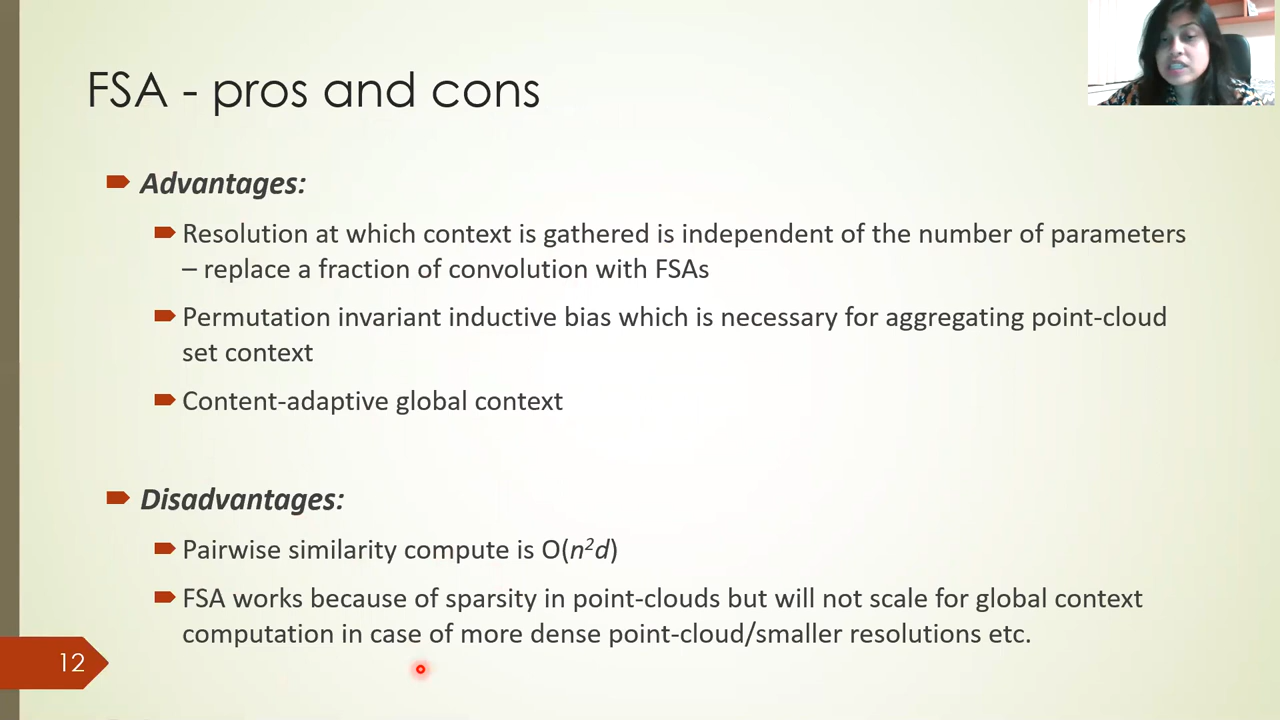 FSA - pros and cons
Advantages:
Resolution at which context is gathered is independent of the number of parameters
– replace a fraction of convolution with FSAs
Permutation invariant inductive bias which is necessary for aggregating point-cloud
set context
Content-adaptive global context
Disadvantages:
Pairwise similarity compute is O(n²d)
FSA works because of sparsity in point-clouds but will not scale for global context
computation in case of more dense point-cloud/smaller resolutions etc.
12